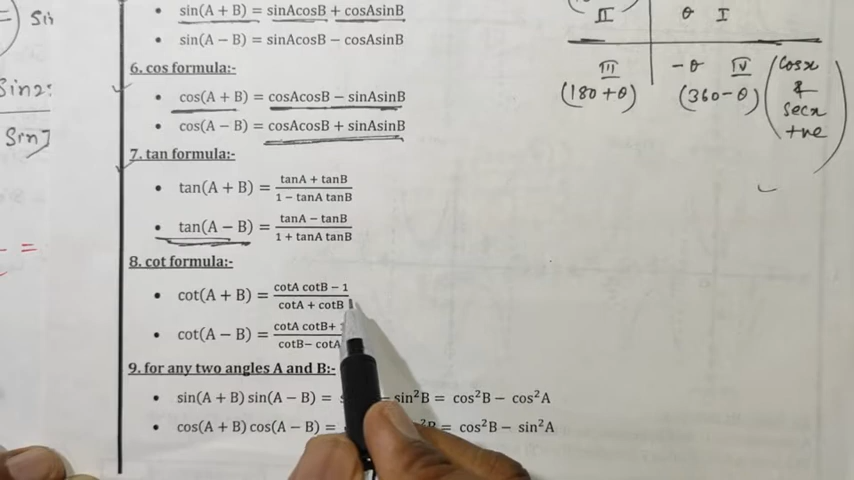 Sin
Sin2:
Sin]
=
• sin(A + B) = sinAcosB + cosAsinB
• sin(A − B) = sinAcosB − cosAsinB
6. cos formula:-
• cos(A + B) = cosAcosB − sinAsinB
• cos(A − B) = cosAcosB + sinAsinB
7. tan formula:-
• tan(A + B) = tanA + tanB / 1 − tanA tanB
• tan(A − B) = tanA − tanB / 1 + tanA tanB
8. cot formula:-
• cot(A + B) = cotA cotB − 1 / cotA + cotB
• cot(A − B) = cotA cotB+ / cotB− cotA
9. for any two angles A and B:-
• sin(A + B) sin(A − B) = − sin²B = cos²B − cos²A
• cos(A + B) cos(A − B) = = cos²B − sin²A
II θ I
III −θ IV
(180+θ) (360−θ)
cosx
&
secx
+ve